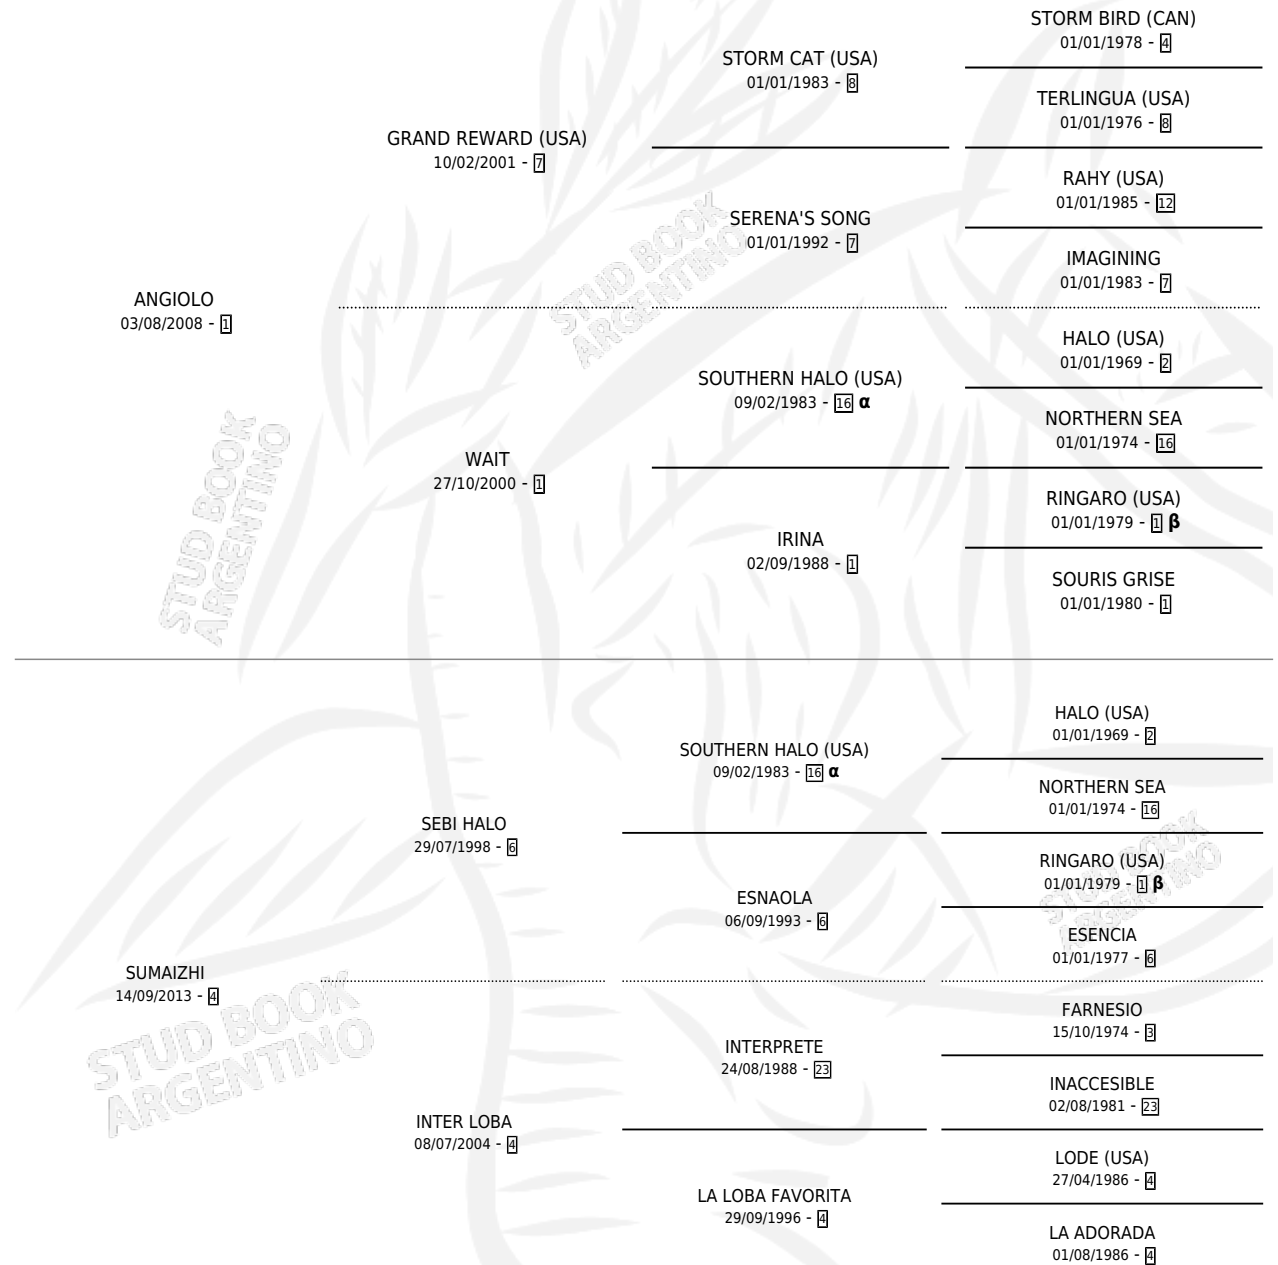 STORM BIRD (CAN)
01/01/1978 - 4
STORM CAT (USA)
01/01/1983 - 8
TERLINGUA (USA)
01/01/1976 - 8
GRAND REWARD (USA)
10/02/2001 - 7
RAHY (USA)
01/01/1985 - 12
SERENA'S SONG
01/01/1992 - 7
IMAGINING
01/01/1983 - 7
STUD BOOK
ARGENTINO
ANGIOLO
03/08/2008 - 1
HALO (USA)
01/01/1969 - 2
SOUTHERN HALO (USA)
09/02/1983 - 16 α
NORTHERN SEA
01/01/1974 - 16
WAIT
27/10/2000 - 1
RINGARO (USA)
01/01/1979 - 1 β
IRINA
02/09/1988 - 1
SOURIS GRISE
01/01/1980 - 1
STUD BOOK
ARGENTINO
HALO (USA)
01/01/1969 - 2
SOUTHERN HALO (USA)
09/02/1983 - 16 α
NORTHERN SEA
01/01/1974 - 16
SEBI HALO
29/07/1998 - 6
RINGARO (USA)
01/01/1979 - 1 β
STUD BOOK
ARGENTINO
ESNAOLA
06/09/1993 - 6
ESENCIA
01/01/1977 - 6
SUMAIZHI
14/09/2013 - 4
STUD BOOK
ARGENTINO
FARNESIO
15/10/1974 - 3
INTERPRETE
24/08/1988 - 23
INACCESIBLE
02/08/1981 - 23
INTER LOBA
08/07/2004 - 4
LODE (USA)
27/04/1986 - 4
LA LOBA FAVORITA
29/09/1996 - 4
LA ADORADA
01/08/1986 - 4